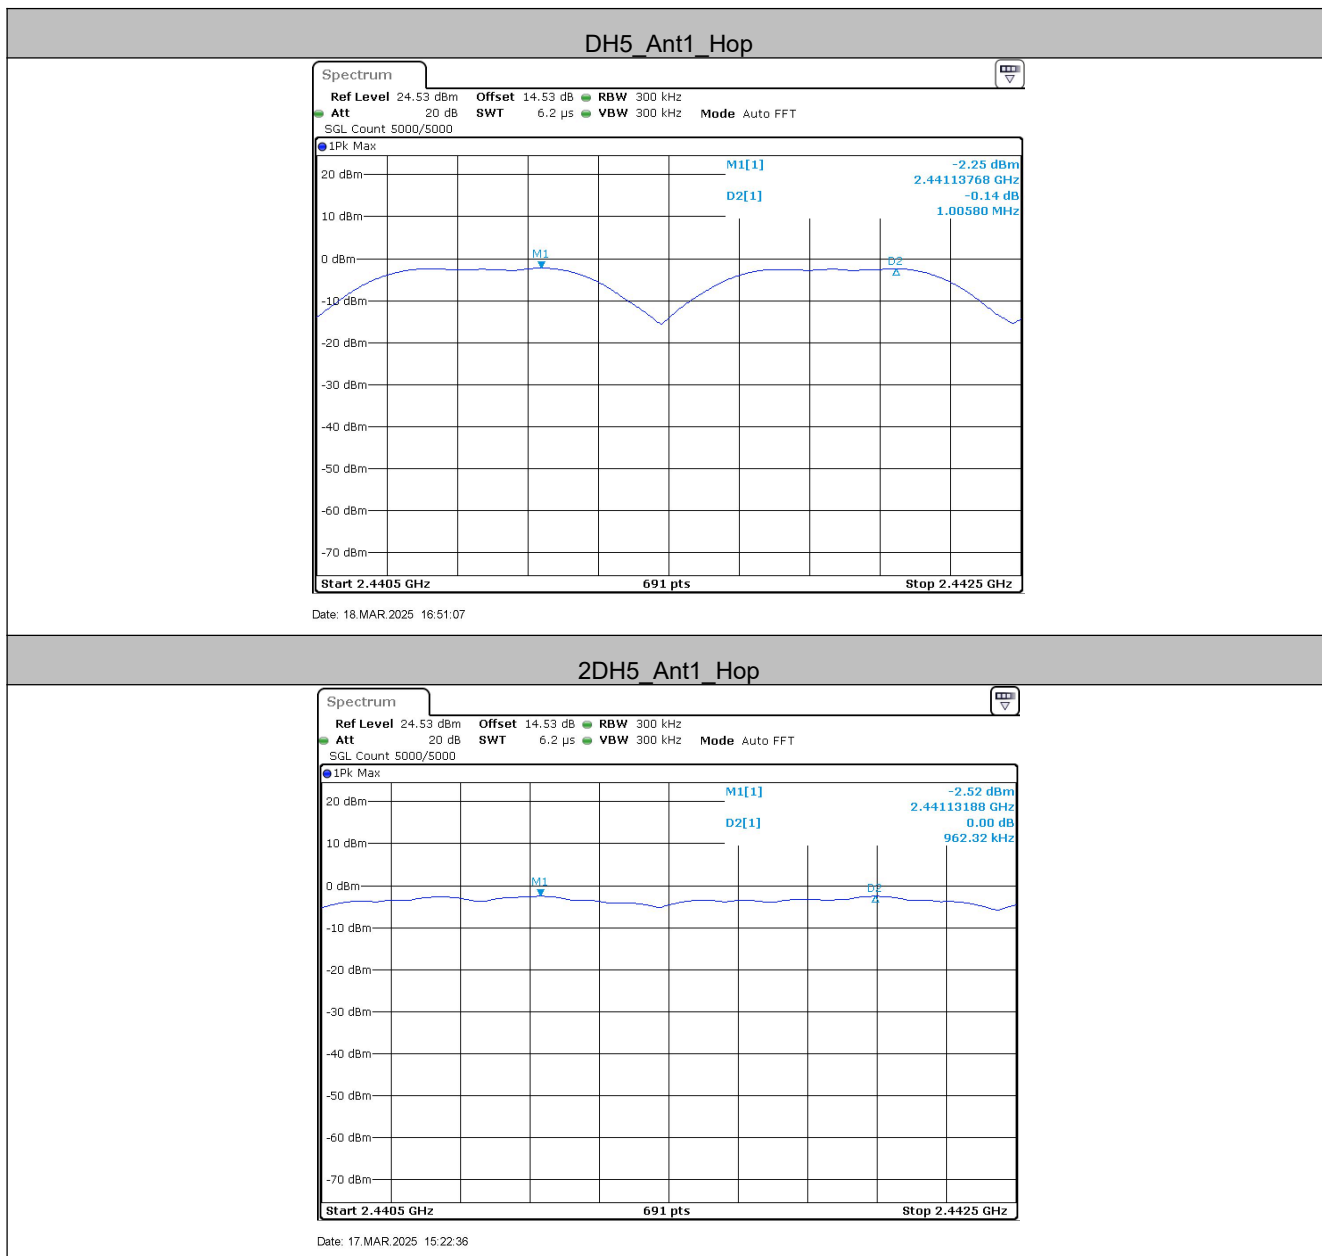 DH5_Ant1_Hop
Spectrum
Ref Level 24.53 dBm Offset 14.53 dB RBW 300 kHz
Att 20 dB SWT 6.2 µs VBW 300 kHz Mode Auto FFT
SGL Count 5000/5000
1Pk Max
M1[1] -2.25 dBm
2.44113768 GHz
D2[1] -0.14 dB
1.00580 MHz
20 dBm
10 dBm
0 dBm
M1
D2
-10 dBm
-20 dBm
-30 dBm
-40 dBm
-50 dBm
-60 dBm
-70 dBm
Start 2.4405 GHz 691 pts Stop 2.4425 GHz
Date: 18.MAR.2025 16:51:07
2DH5_Ant1_Hop
Spectrum
Ref Level 24.53 dBm Offset 14.53 dB RBW 300 kHz
Att 20 dB SWT 6.2 µs VBW 300 kHz Mode Auto FFT
SGL Count 5000/5000
1Pk Max
M1[1] -2.52 dBm
2.44113188 GHz
D2[1] 0.00 dB
962.32 kHz
20 dBm
10 dBm
0 dBm
M1
D2
-10 dBm
-20 dBm
-30 dBm
-40 dBm
-50 dBm
-60 dBm
-70 dBm
Start 2.4405 GHz 691 pts Stop 2.4425 GHz
Date: 17.MAR.2025 15:22:36